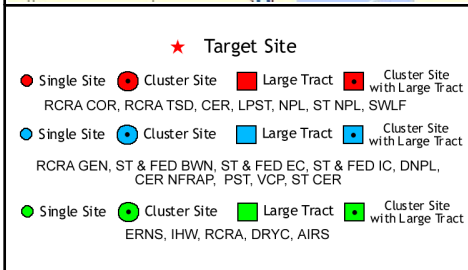 Target Site
Single Site Cluster Site Large Tract Cluster Site with Large Tract
RCRA COR, RCRA TSD, CER, LPST, NPL, ST NPL, SWLF
Single Site Cluster Site Large Tract Cluster Site with Large Tract
RCRA GEN, ST & FED BWN, ST & FED EC, ST & FED IC, DNPL,
CER NFRAP, PST, VCP, ST CER
Single Site Cluster Site Large Tract Cluster Site with Large Tract
ERNS, IHW, RCRA, DRYC, AIRS